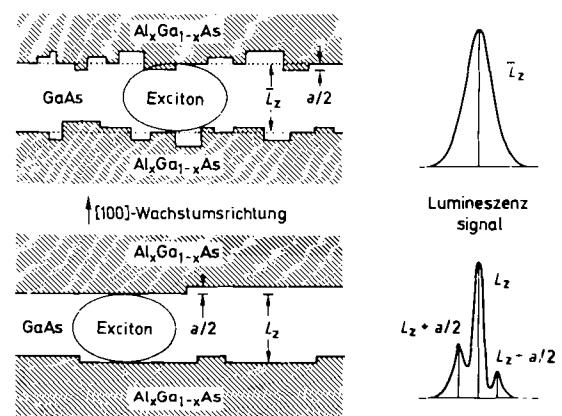 AlxGa1-xAs
GaAs
Exciton
L̄z
a/2
AlxGa1-xAs
L̄z
[100]-Wachstumsrichtung
Lumineszenz
signal
AlxGa1-xAs
GaAs
Exciton
a/2
Lz
AlxGa1-xAs
Lz
Lz + a/2
Lz - a/2